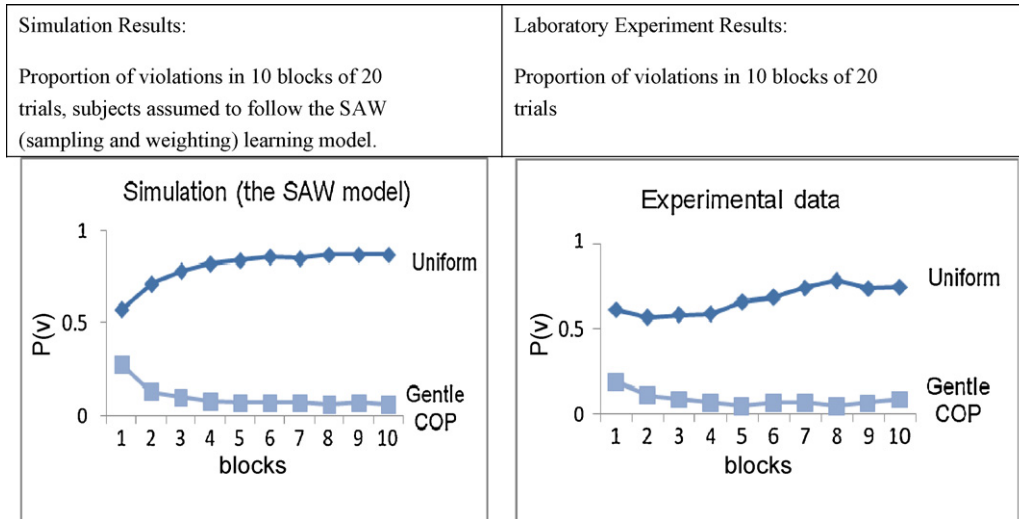 Simulation Results:
Proportion of violations in 10 blocks of 20
trials, subjects assumed to follow the SAW
(sampling and weighting) learning model.
Laboratory Experiment Results:
Proportion of violations in 10 blocks of 20
trials
Simulation (the SAW model)
1
0.5
0
P(v)
Uniform
Gentle
COP
1 2 3 4 5 6 7 8 9 10
blocks
Experimental data
1
0.5
0
P(v)
Uniform
Gentle
COP
1 2 3 4 5 6 7 8 9 10
blocks